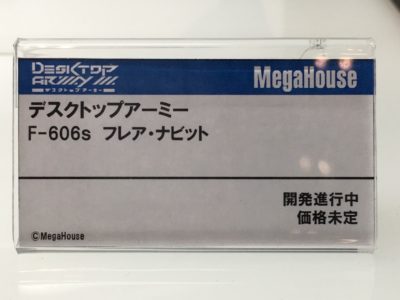 DESKTOP
ARMY
デスクトップアーミー
MegaHouse
デスクトップアーミー
F-606s フレア・ナビット
開発進行中
価格未定
©MegaHouse